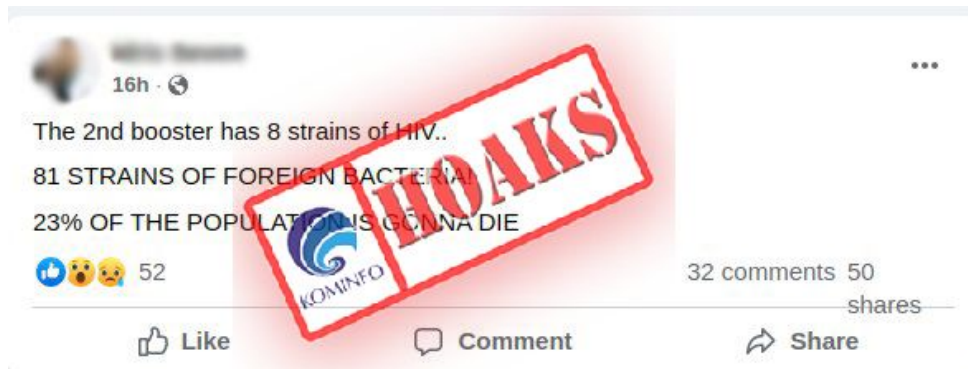 16h
The 2nd booster has 8 strains of HIV..
81 STRAINS OF FOREIGN BACTERIA!
23% OF THE POPULATION IS GONNA DIE
HOAKS
KOMINFO
52
32 comments 50
shares
Like Comment Share